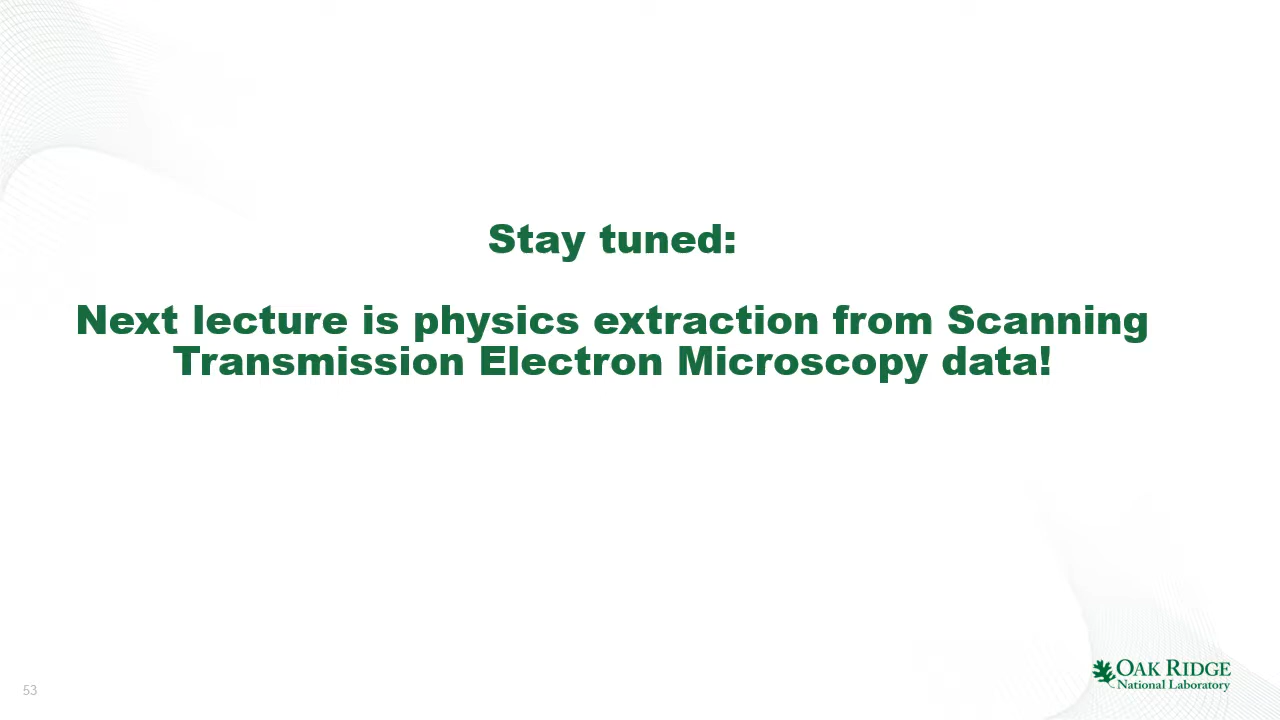 Stay tuned:
Next lecture is physics extraction from Scanning
Transmission Electron Microscopy data!
53
OAK RIDGE
National Laboratory